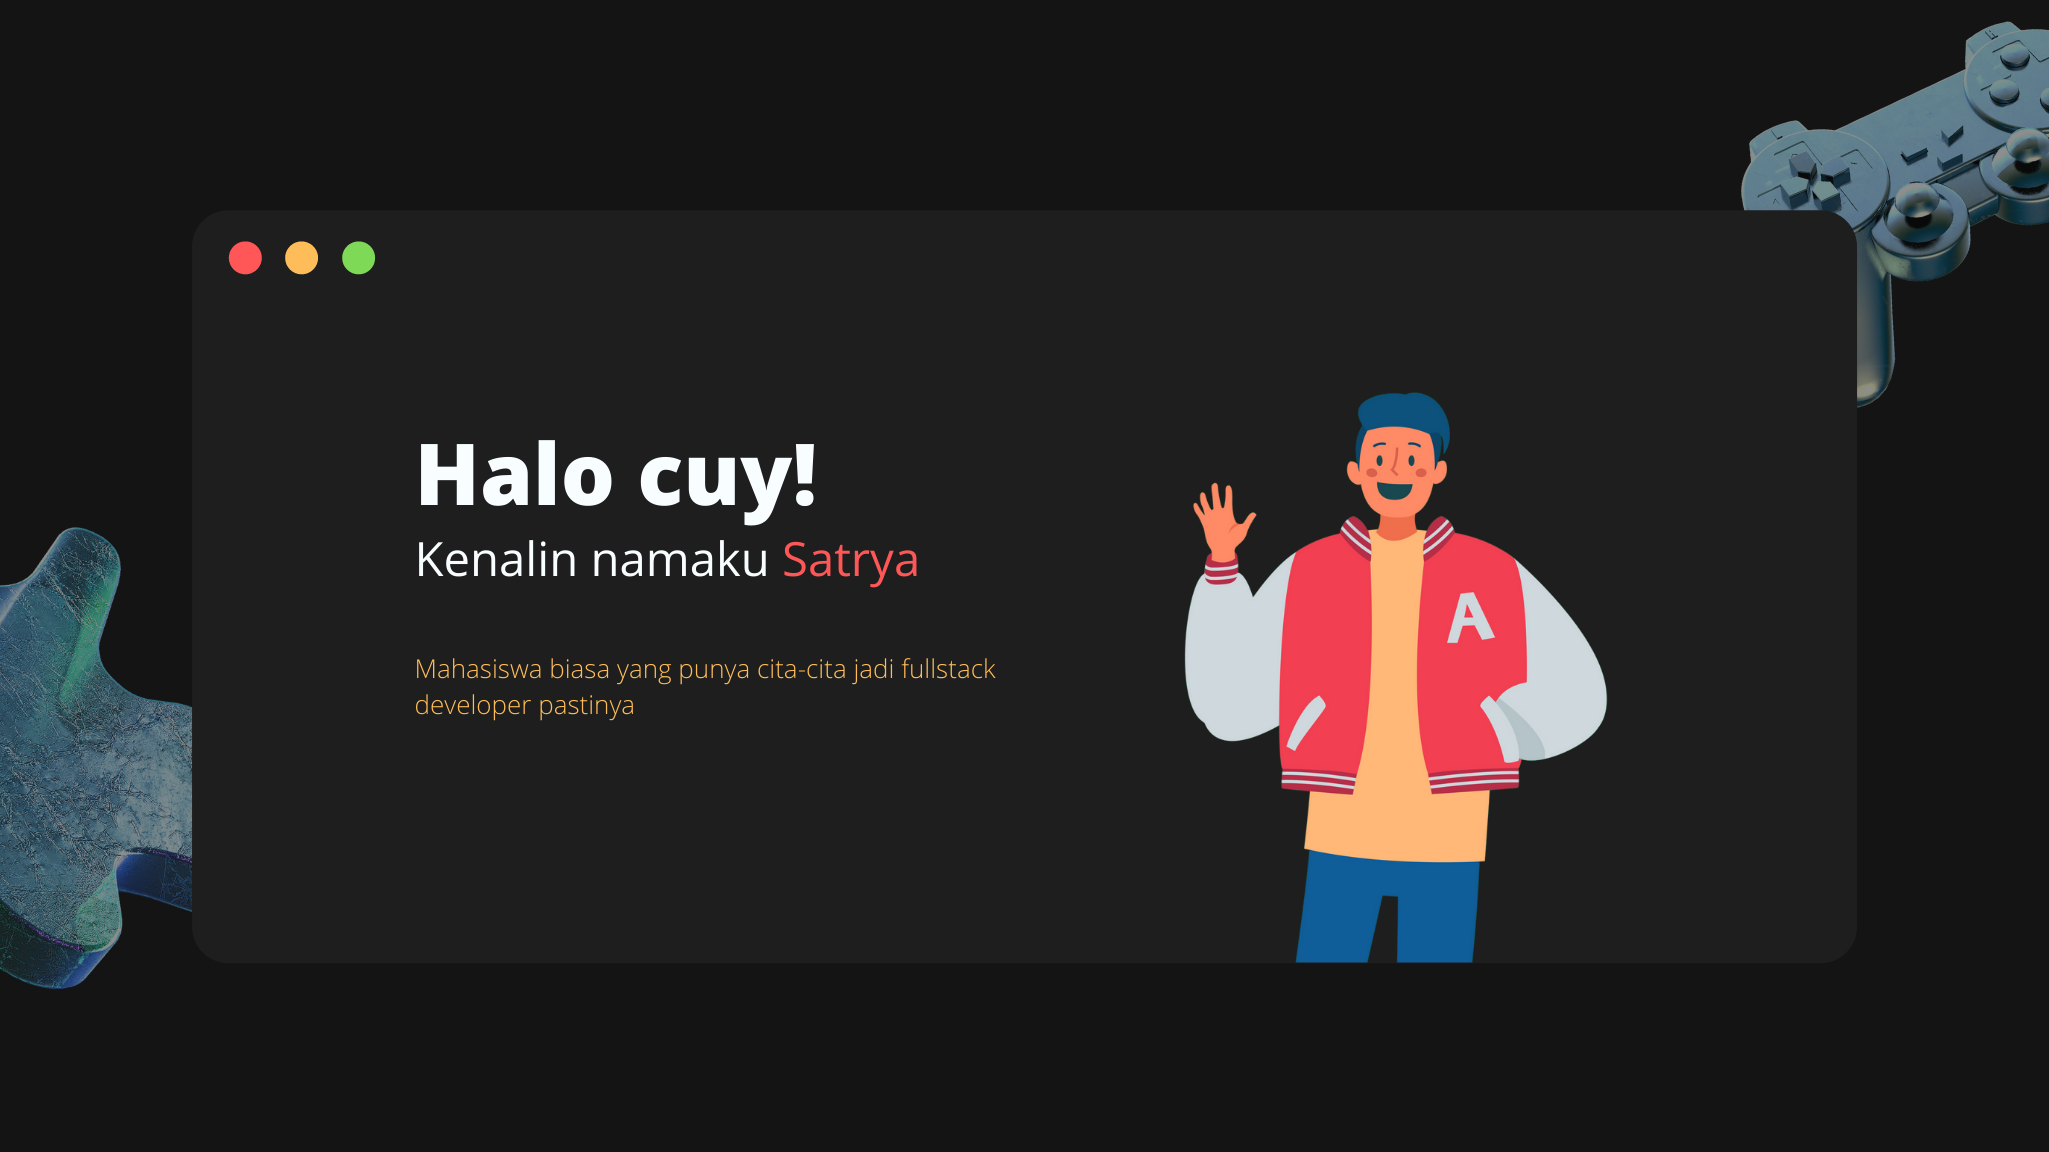 Halo cuy!
Kenalin namaku Satrya
Mahasiswa biasa yang punya cita-cita jadi fullstack
developer pastinya
A